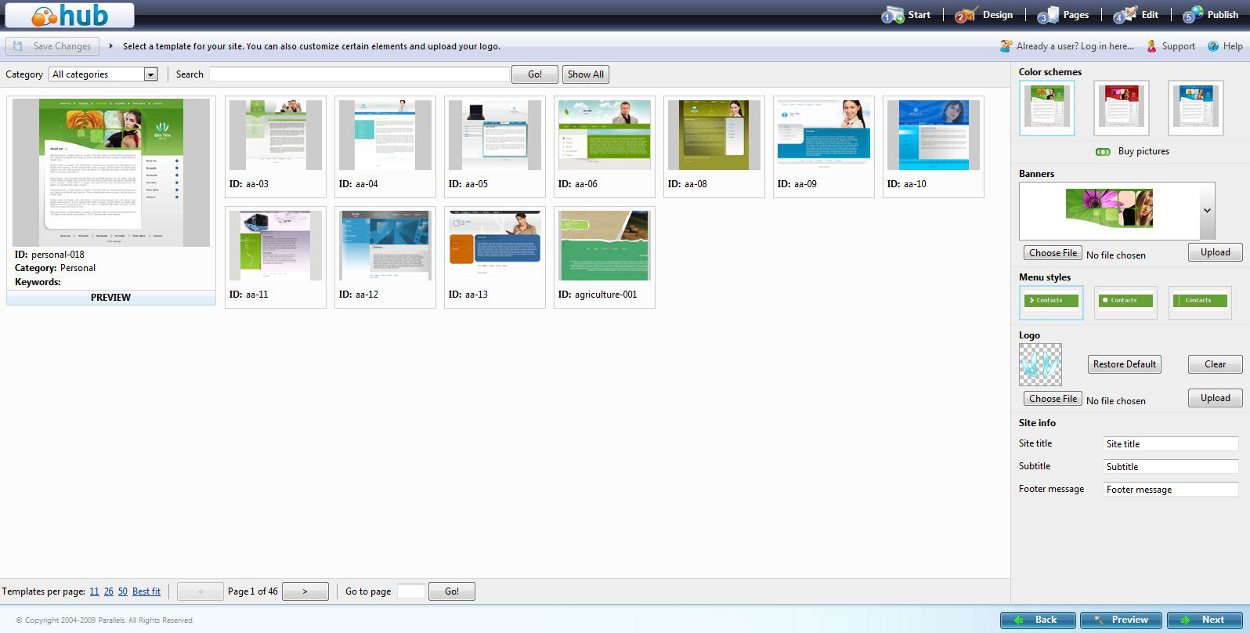 hub
1 Start
2 Design
3 Pages
4 Edit
5 Publish
Save Changes
Select a template for your site. You can also customize certain elements and upload your logo.
Already a user? Log in here...
Support
Help
Category All categories
Search
Go!
Show All
ID: personal-018
Category: Personal
Keywords:
PREVIEW
ID: aa-03
ID: aa-04
ID: aa-05
ID: aa-06
ID: aa-08
ID: aa-09
ID: aa-10
ID: aa-11
ID: aa-12
ID: aa-13
ID: agriculture-001
Color schemes
Buy pictures
Banners
Choose File No file chosen
Upload
Menu styles
Contacts
Contacts
Contacts
Logo
Restore Default
Clear
Choose File No file chosen
Upload
Site info
Site title Site title
Subtitle Subtitle
Footer message Footer message
Templates per page: 11 26 50 Best fit
< Page 1 of 46 >
Go to page
Go!
© Copyright 2004-2009 Parallels. All Rights Reserved.
Back
Preview
Next